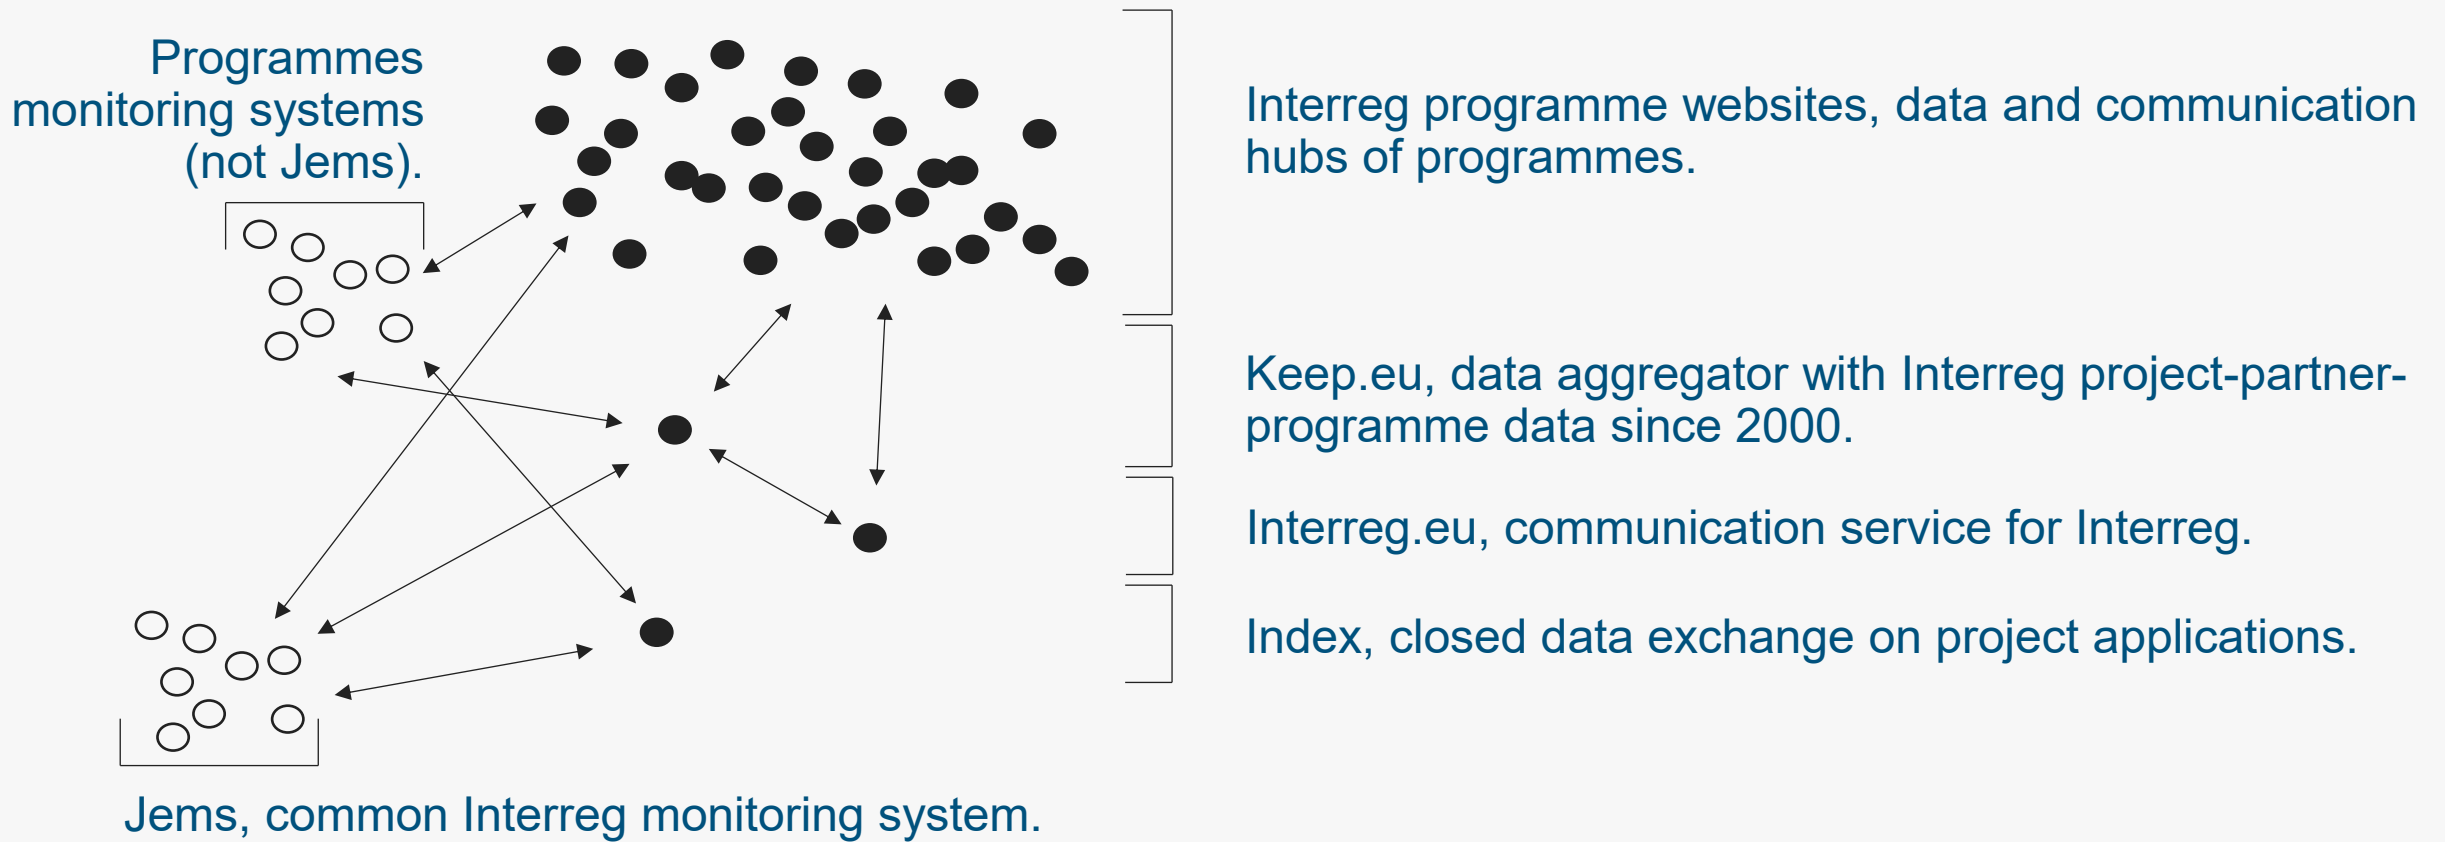 Programmes
monitoring systems
(not Jems).
Interreg programme websites, data and communication
hubs of programmes.
Keep.eu, data aggregator with Interreg project-partner-
programme data since 2000.
Interreg.eu, communication service for Interreg.
Index, closed data exchange on project applications.
Jems, common Interreg monitoring system.